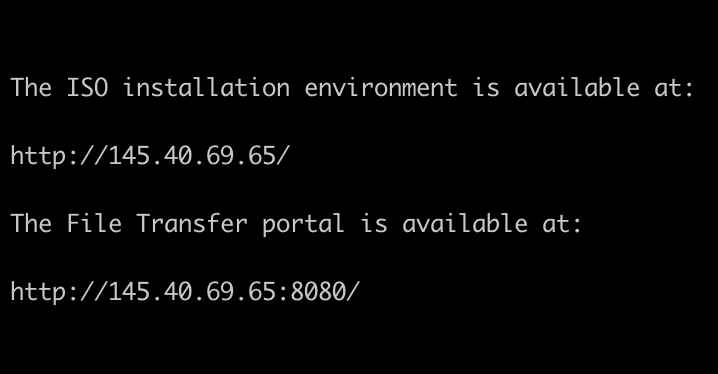 The ISO installation environment is available at:
http://145.40.69.65/
The File Transfer portal is available at:
http://145.40.69.65:8080/